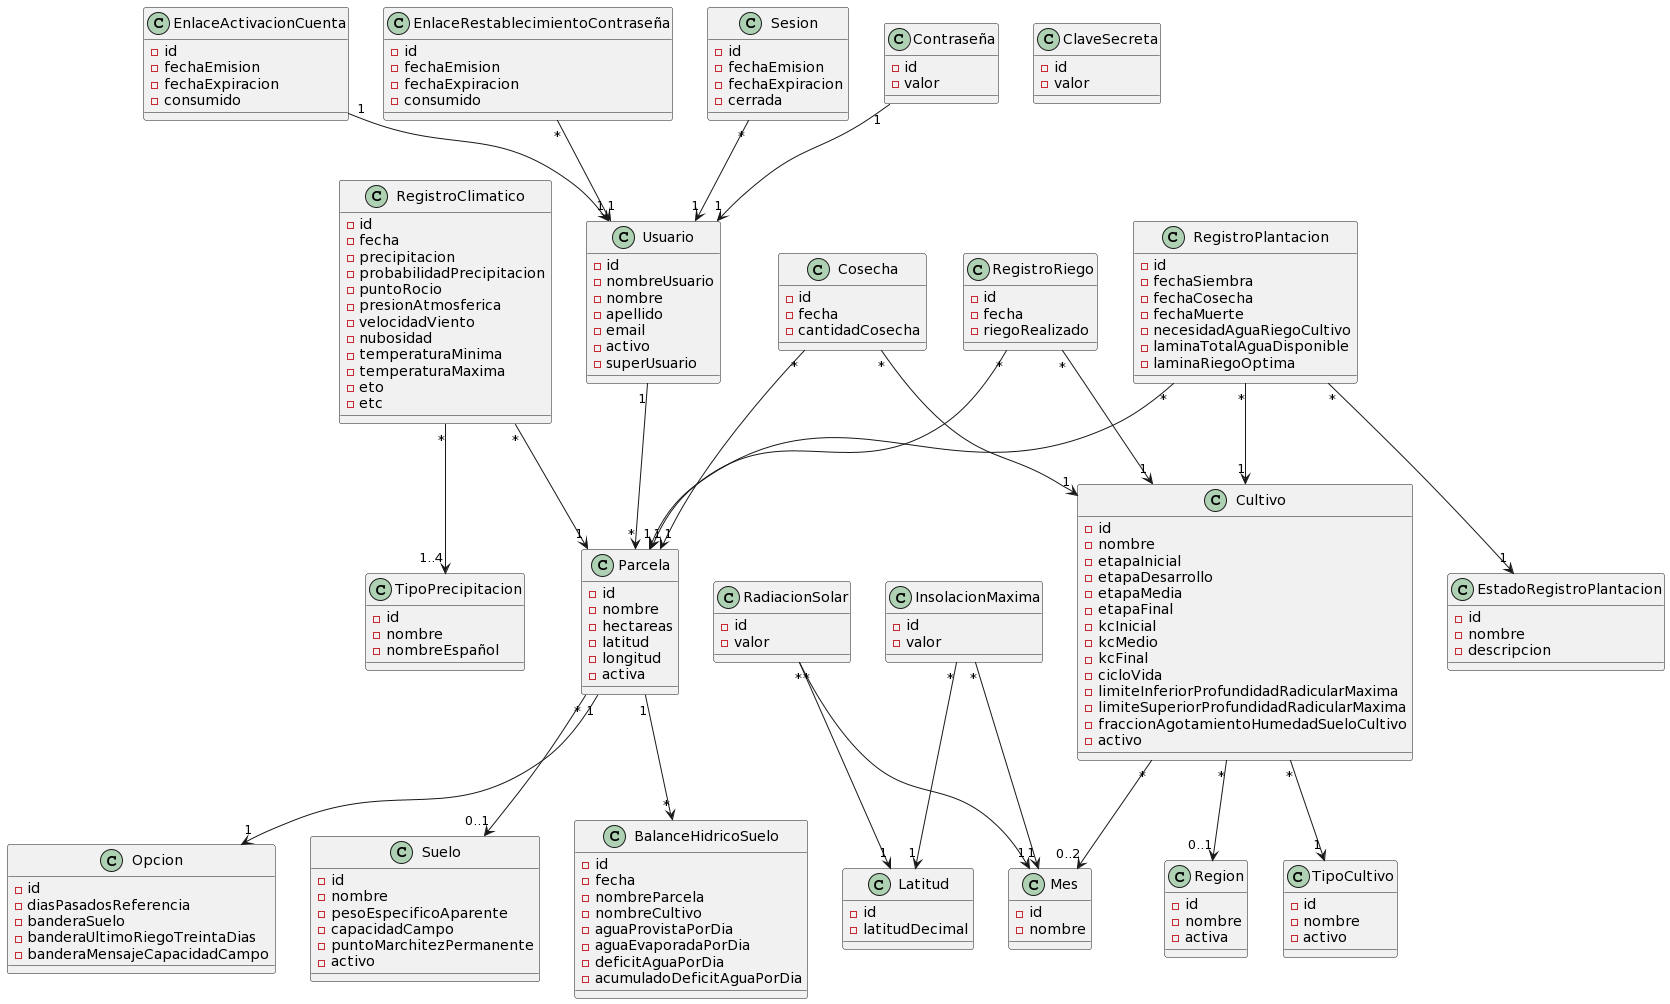 C EnlaceActivacionCuenta
id
fechaEmision
fechaExpiracion
consumido
C EnlaceRestablecimientoContraseña
id
fechaEmision
fechaExpiracion
consumido
C Sesion
id
fechaEmision
fechaExpiracion
cerrada
C Contraseña
id
valor
C ClaveSecreta
id
valor
1
*
*
1
1
1
1
1
C RegistroClimatico
id
fecha
precipitacion
probabilidadPrecipitacion
puntoRocio
presionAtmosferica
velocidadViento
nubosidad
temperaturaMinima
temperaturaMaxima
eto
etc
C Usuario
id
nombreUsuario
nombre
apellido
email
activo
superUsuario
C Cosecha
id
fecha
cantidadCosecha
C RegistroRiego
id
fecha
riegoRealizado
C RegistroPlantacion
id
fechaSiembra
fechaCosecha
fechaMuerte
necesidadAguaRiegoCultivo
laminaTotalAguaDisponible
laminaRiegoOptima
*
*
1
*
*
*
*
*
*
*
1..4
1
*
1
1
1
1
1
1
1
C TipoPrecipitacion
id
nombre
nombreEspañol
C Parcela
id
nombre
hectareas
latitud
longitud
activa
C RadiacionSolar
id
valor
C InsolacionMaxima
id
valor
C Cultivo
id
nombre
etapaInicial
etapaDesarrollo
etapaMedia
etapaFinal
kcInicial
kcMedio
kcFinal
cicloVida
limiteInferiorProfundidadRadicularMaxima
limiteSuperiorProfundidadRadicularMaxima
fraccionAgotamientoHumedadSueloCultivo
activo
C EstadoRegistroPlantacion
id
nombre
descripcion
*
1
1
*
*
*
*
*
*
*
1
0..1
*
1
1
1
1
0..2
0..1
1
C Opcion
id
diasPasadosReferencia
banderaSuelo
banderaUltimoRiegoTreintaDias
banderaMensajeCapacidadCampo
C Suelo
id
nombre
pesoEspecificoAparente
capacidadCampo
puntoMarchitezPermanente
activo
C BalanceHidricoSuelo
id
fecha
nombreParcela
nombreCultivo
aguaProvistaPorDia
aguaEvaporadaPorDia
deficitAguaPorDia
acumuladoDeficitAguaPorDia
C Latitud
id
latitudDecimal
C Mes
id
nombre
C Region
id
nombre
activa
C TipoCultivo
id
nombre
activo